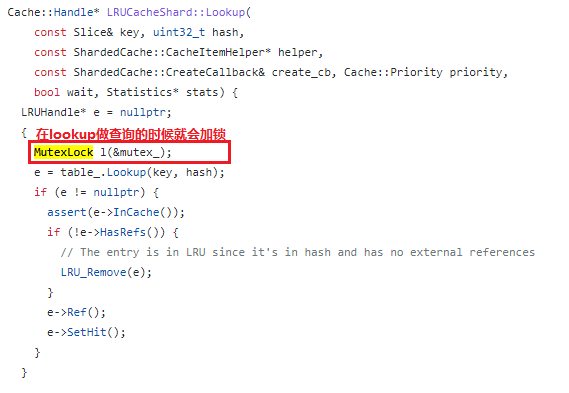 Cache::Handle* LRUCacheShard::Lookup(
const Slice& key, uint32_t hash,
const ShardedCache::CacheItemHelper* helper,
const ShardedCache::CreateCallback& create_cb, Cache::Priority priority,
bool wait, Statistics* stats) {
LRUHandle* e = nullptr;
{ 在lookup做查询的时候就会加锁
MutexLock l(&mutex_);
e = table_.Lookup(key, hash);
if (e != nullptr) {
assert(e->InCache());
if (!e->HasRefs()) {
// The entry is in LRU since it's in hash and has no external references
LRU_Remove(e);
}
e->Ref();
e->SetHit();
}
}